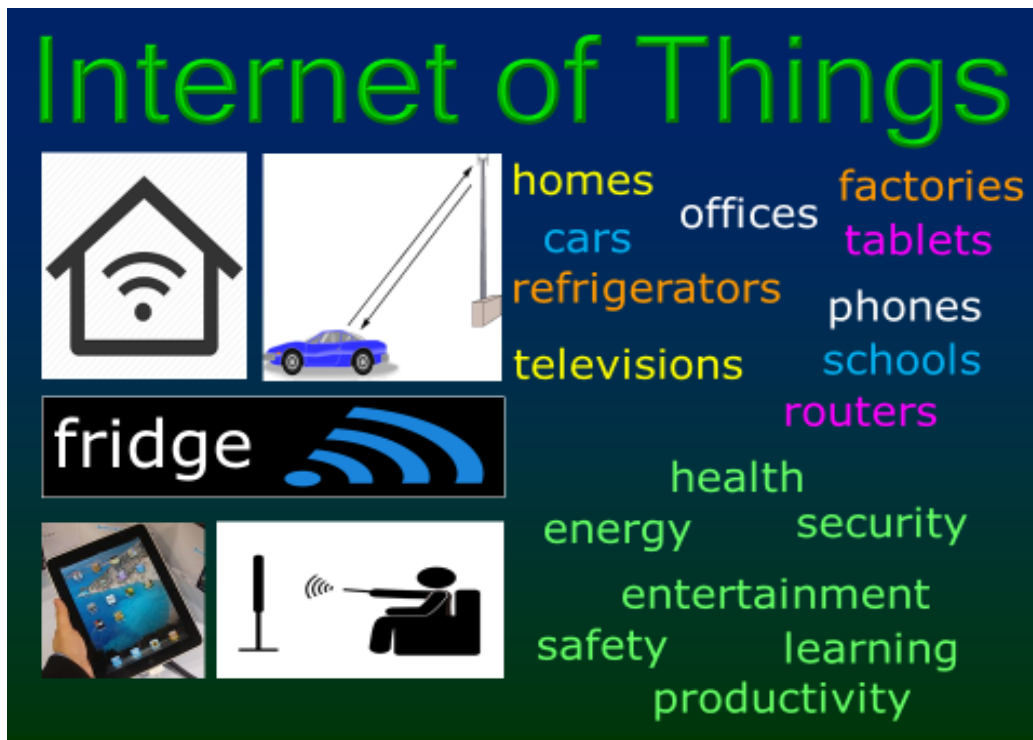 Internet of Things
homes
factories
offices
cars
tablets
refrigerators
phones
televisions
schools
routers
fridge
health
energy
security
entertainment
safety
learning
productivity